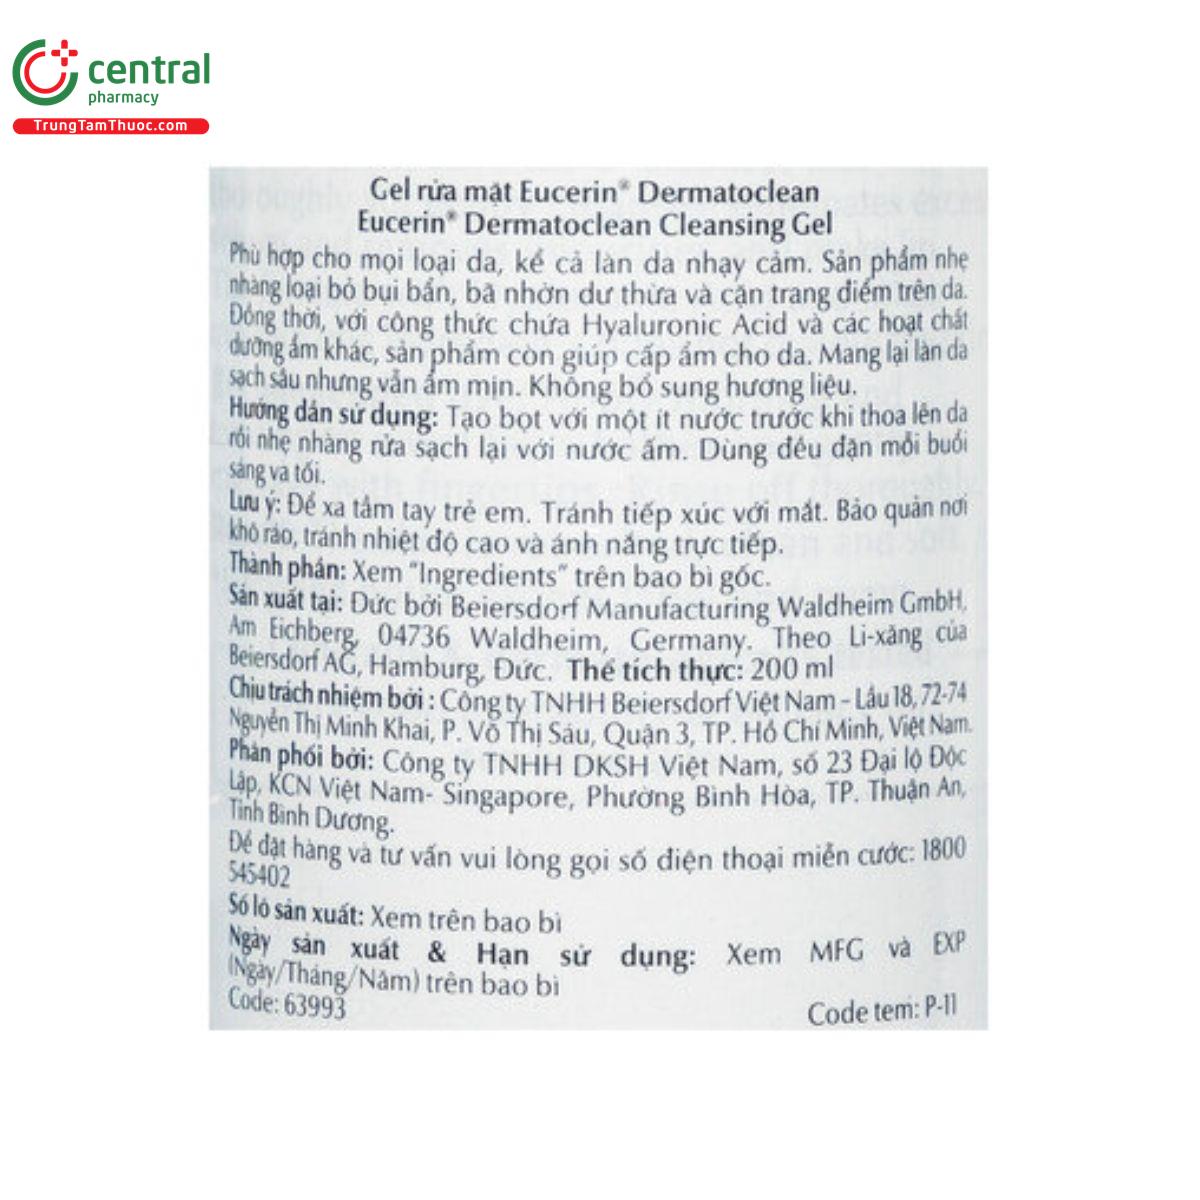 central
pharmacy
TrungTamThuoc.com
Gel rửa mặt Eucerin® Dermatoclean
Eucerin® Dermatoclean Cleansing Gel
Phù hợp cho mọi loại da, kể cả làn da nhạy cảm. Sản phẩm nhẹ
nhàng loại bỏ bụi bẩn, bã nhờn dư thừa và cặn trang điểm trên da.
Đồng thời, với công thức chứa Hyaluronic Acid và các hoạt chất
dưỡng ẩm khác, sản phẩm còn giúp cấp ẩm cho da. Mang lại làn da
sạch sâu nhưng vẫn ẩm mịn. Không bổ sung hương liệu.
Hướng dẫn sử dụng: Tạo bọt với một ít nước trước khi thoa lên da
rồi nhẹ nhàng rửa sạch lại với nước ấm. Dùng đều đặn mỗi buổi
sáng va tối.
Lưu ý: Để xa tầm tay trẻ em. Tránh tiếp xúc với mắt. Bảo quản nơi
khô ráo, tránh nhiệt độ cao và ánh nắng trực tiếp.
Thành phần: Xem "Ingredients" trên bao bì gốc.
Sản xuất tại: Đức bởi Beiersdorf Manufacturing Waldheim GmbH,
Am Eichberg, 04736 Waldheim, Germany. Theo Li-xăng của
Beiersdorf AG, Hamburg, Đức. Thể tích thực: 200 ml
Chịu trách nhiệm bởi : Công ty TNHH Beiersdorf Việt Nam – Lầu 18, 72-74
Nguyễn Thị Minh Khai, P. Võ Thị Sáu, Quận 3, TP. Hồ Chí Minh, Việt Nam.
Phân phối bởi: Công ty TNHH DKSH Việt Nam, số 23 Đại lộ Độc
Lập, KCN Việt Nam- Singapore, Phường Bình Hòa, TP. Thuận An,
Tỉnh Bình Dương.
Để đặt hàng và tư vấn vui lòng gọi số điện thoại miễn cước: 1800
545402
Số lô sản xuất: Xem trên bao bì
Ngày sản xuất & Hạn sử dụng: Xem MFG và EXP
(Ngày/Tháng/Năm) trên bao bì
Code: 63993
Code tem: P-11